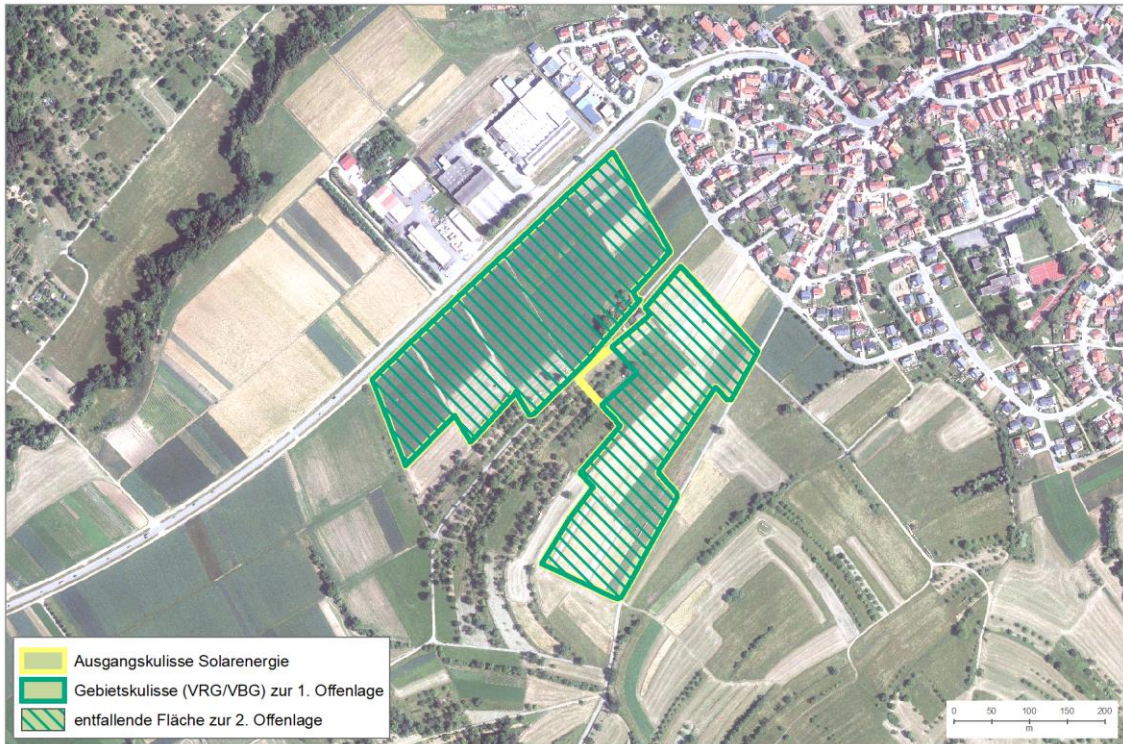 Ausgangskulisse Solarenergie
Gebietskulisse (VRG/VBG) zur 1. Offenlage
entfallende Fläche zur 2. Offenlage
0 50 100 150 200
m